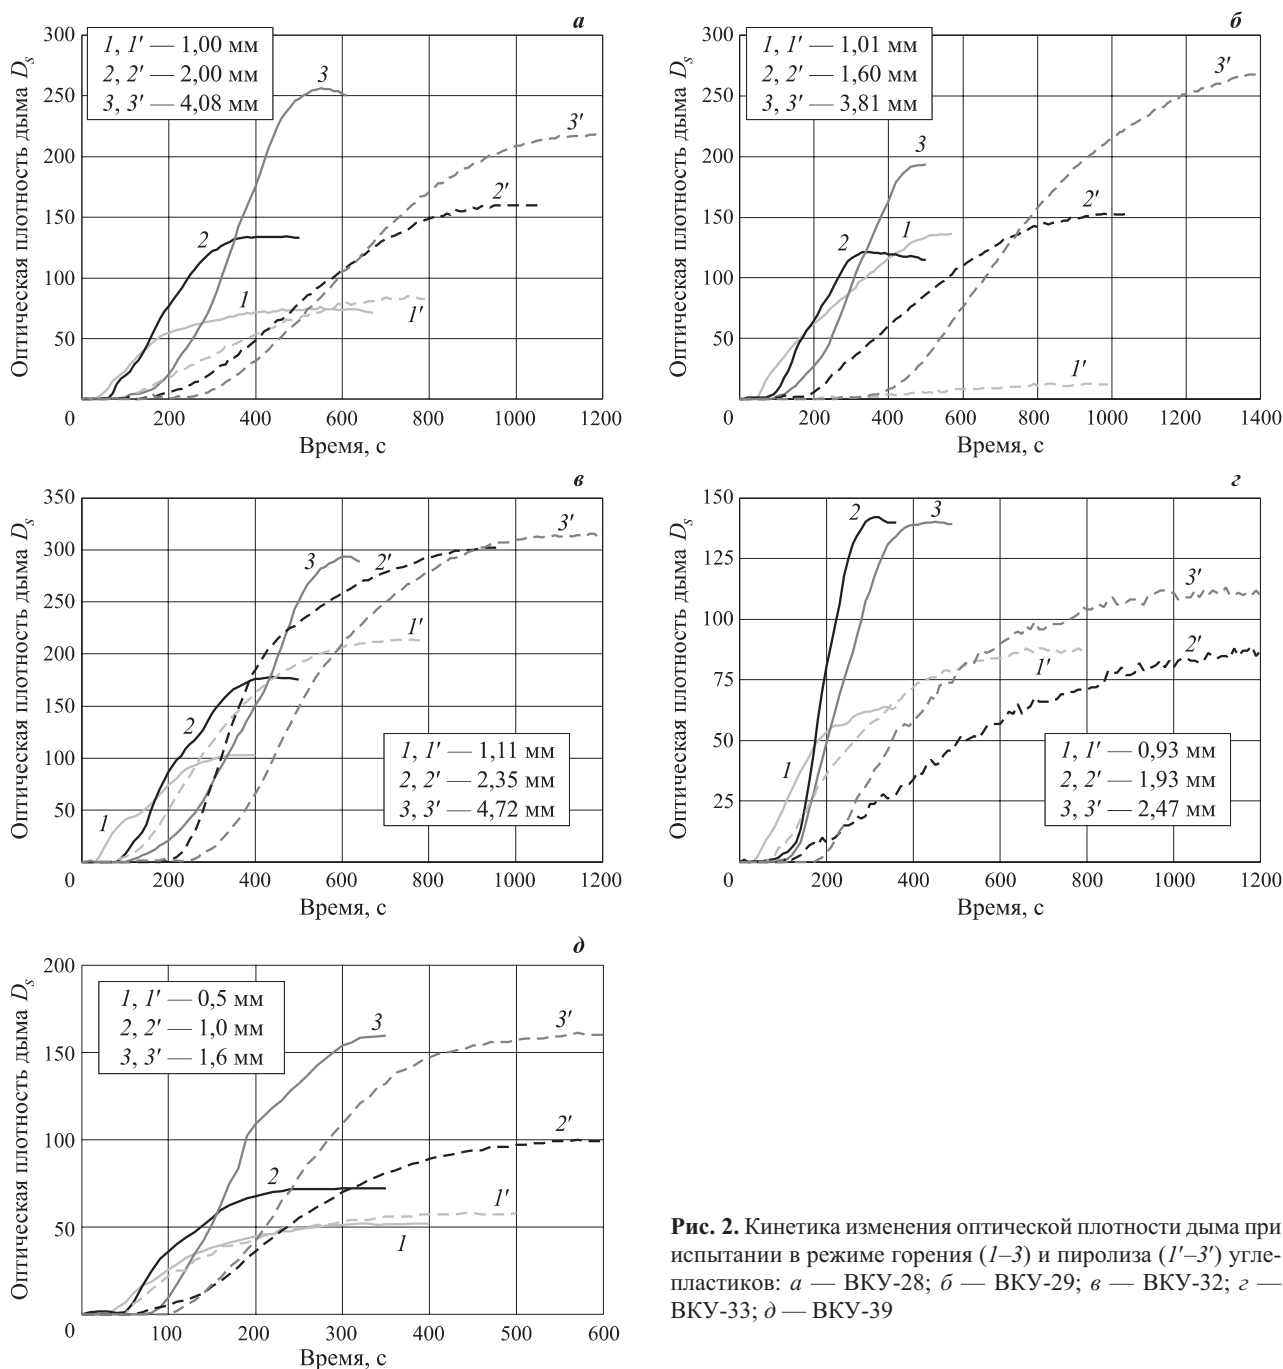 а
Оптическая плотность дыма Ds
300
250
200
150
100
50
0
200
400
600
800
1000
1200
Время, с
1, 1′ — 1,00 мм
2, 2′ — 2,00 мм
3, 3′ — 4,08 мм
3
3′
2′
2
1
1′
б
Оптическая плотность дыма Ds
300
250
200
150
100
50
0
200
400
600
800
1000
1200
1400
Время, с
1, 1′ — 1,01 мм
2, 2′ — 1,60 мм
3, 3′ — 3,81 мм
3′
3
2
1
2′
1′
в
Оптическая плотность дыма Ds
350
300
250
200
150
100
50
0
200
400
600
800
1000
1200
Время, с
3
2′
3′
1′
2
1
1, 1′ — 1,11 мм
2, 2′ — 2,35 мм
3, 3′ — 4,72 мм
г
Оптическая плотность дыма Ds
150
125
100
75
50
25
0
200
400
600
800
1000
1200
Время, с
2
3
3′
2′
1′
1
1, 1′ — 0,93 мм
2, 2′ — 1,93 мм
3, 3′ — 2,47 мм
д
Оптическая плотность дыма Ds
200
150
100
50
0
100
200
300
400
500
600
Время, с
1, 1′ — 0,5 мм
2, 2′ — 1,0 мм
3, 3′ — 1,6 мм
3
3′
2′
2
1′
1
Рис. 2. Кинетика изменения оптической плотности дыма при
испытании в режиме горения (1–3) и пиролиза (1′–3′) угле-
пластиков: а — ВКУ-28; б — ВКУ-29; в — ВКУ-32; г —
ВКУ-33; д — ВКУ-39